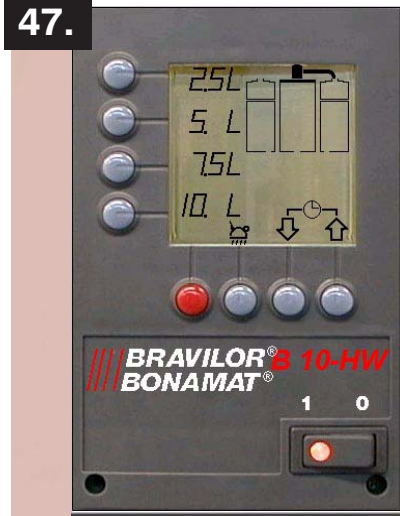 47.
2.5L
5. L
7.5L
10. L
BRAVILOR® B 10-HW
BONAMAT®
1 0